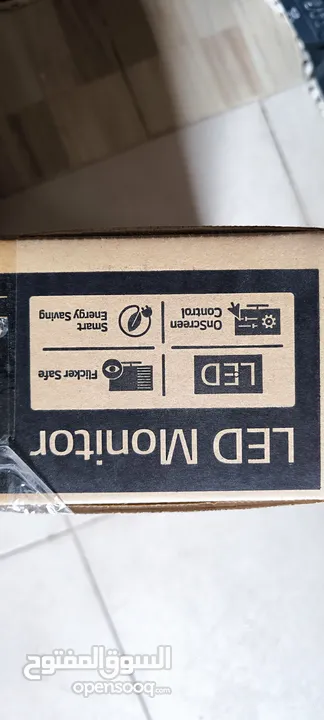 LED Monitor
LED
Flicker Safe
OnScreen
Control
Smart
Energy Saving
السوق المفتوح
opensooq.com